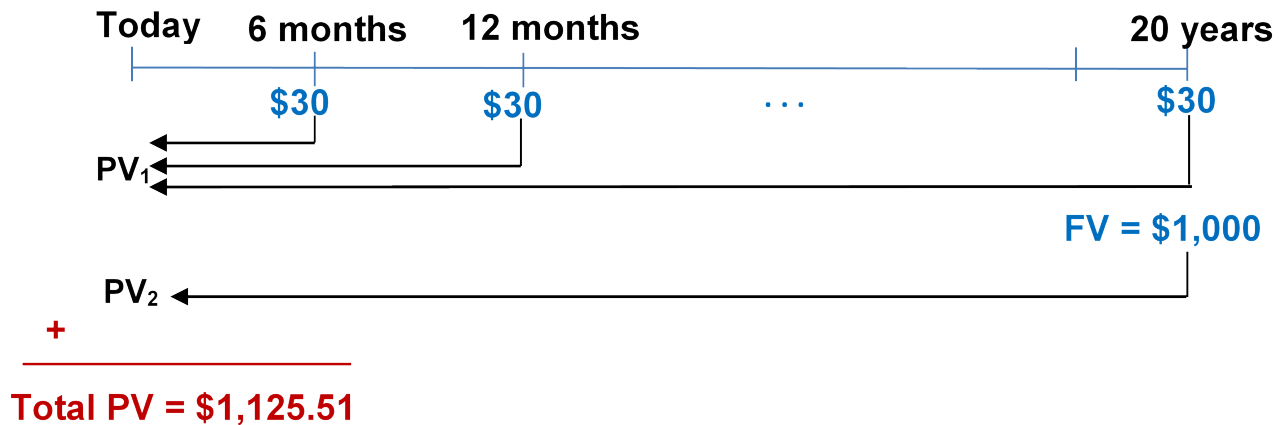 Today 6 months 12 months 20 years
$30 $30 ... $30
PV₁
FV = $1,000
PV₂
+
Total PV = $1,125.51